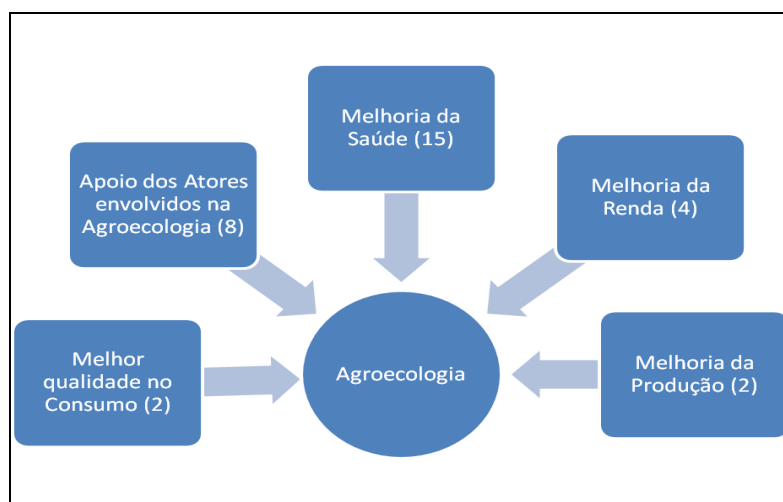 Melhoria da
Saúde (15)
Apoio dos Atores
envolvidos na
Agroecologia (8)
Melhoria da
Renda (4)
Melhor
qualidade no
Consumo (2)
Agroecologia
Melhoria da
Produção (2)